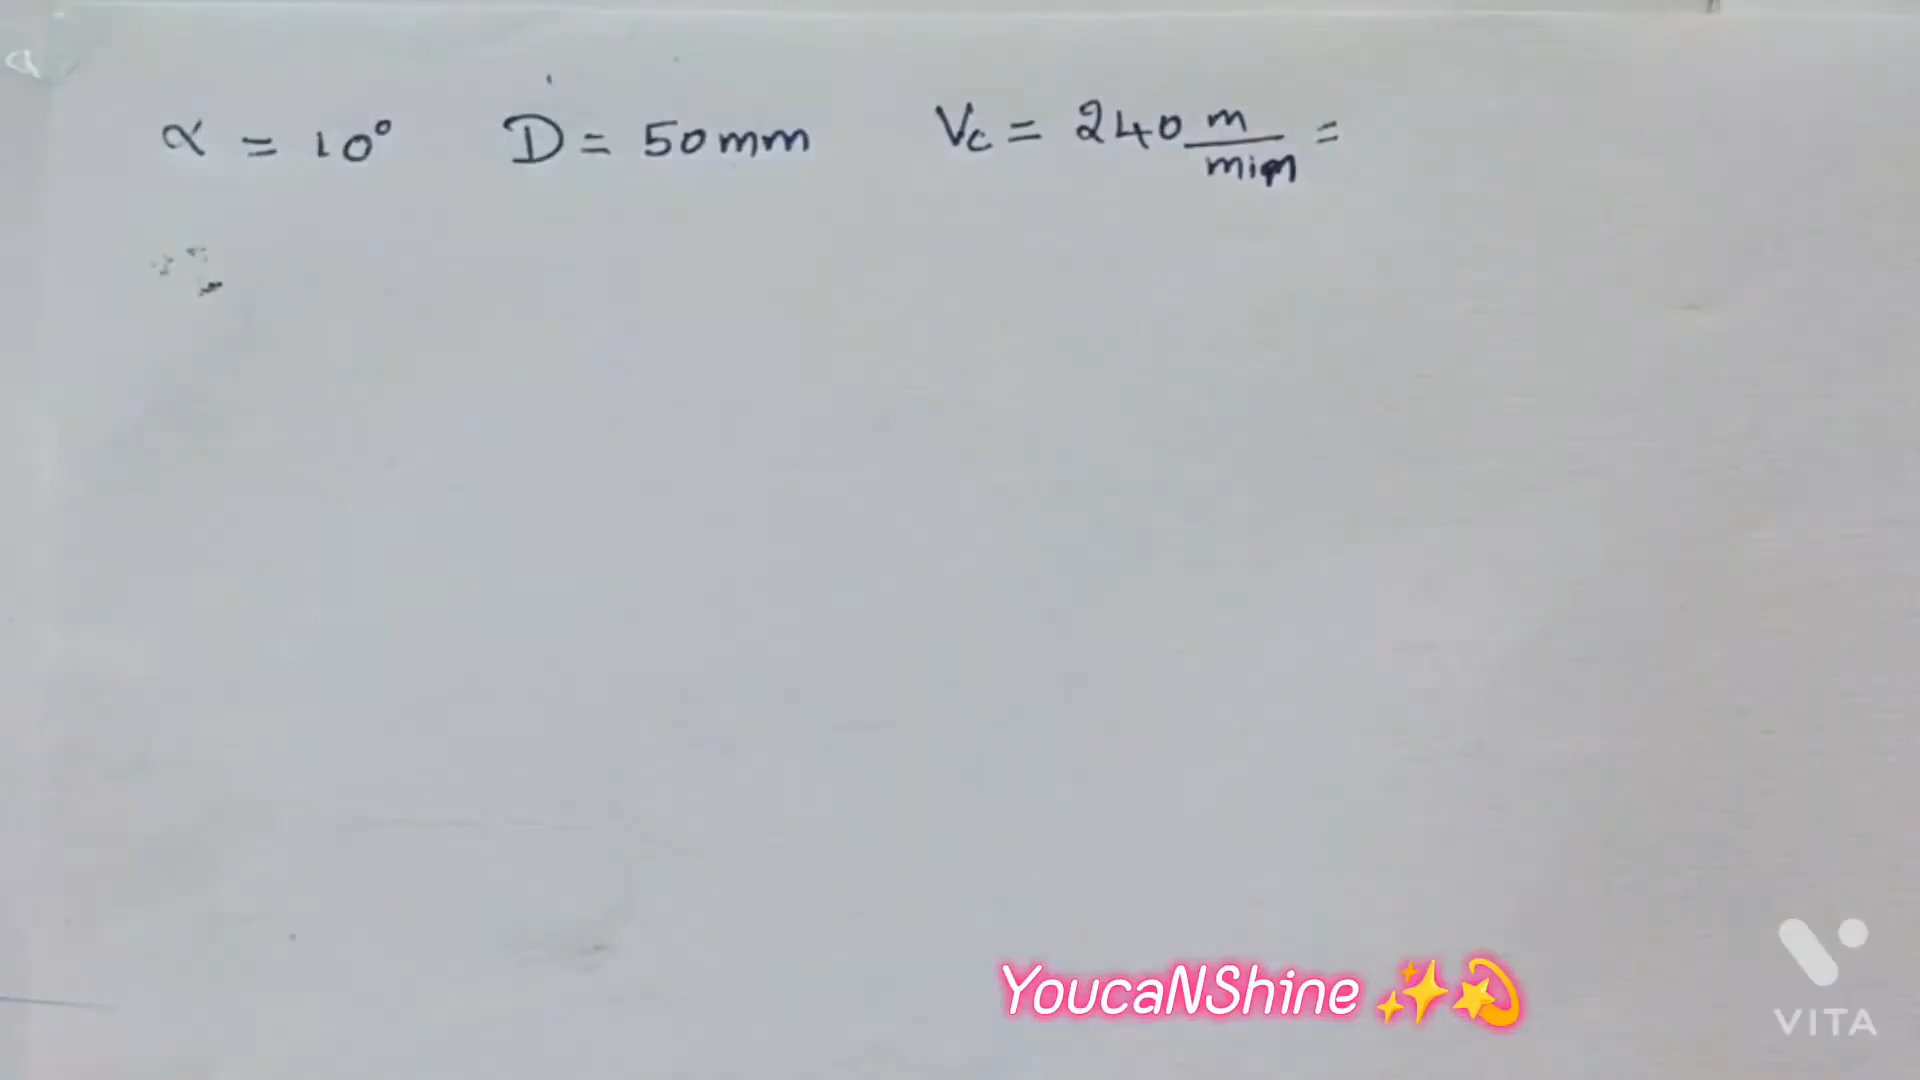 α = 10° D = 50mm Vc = 240 m/min =
YoucaNShine ✨💫
VITA